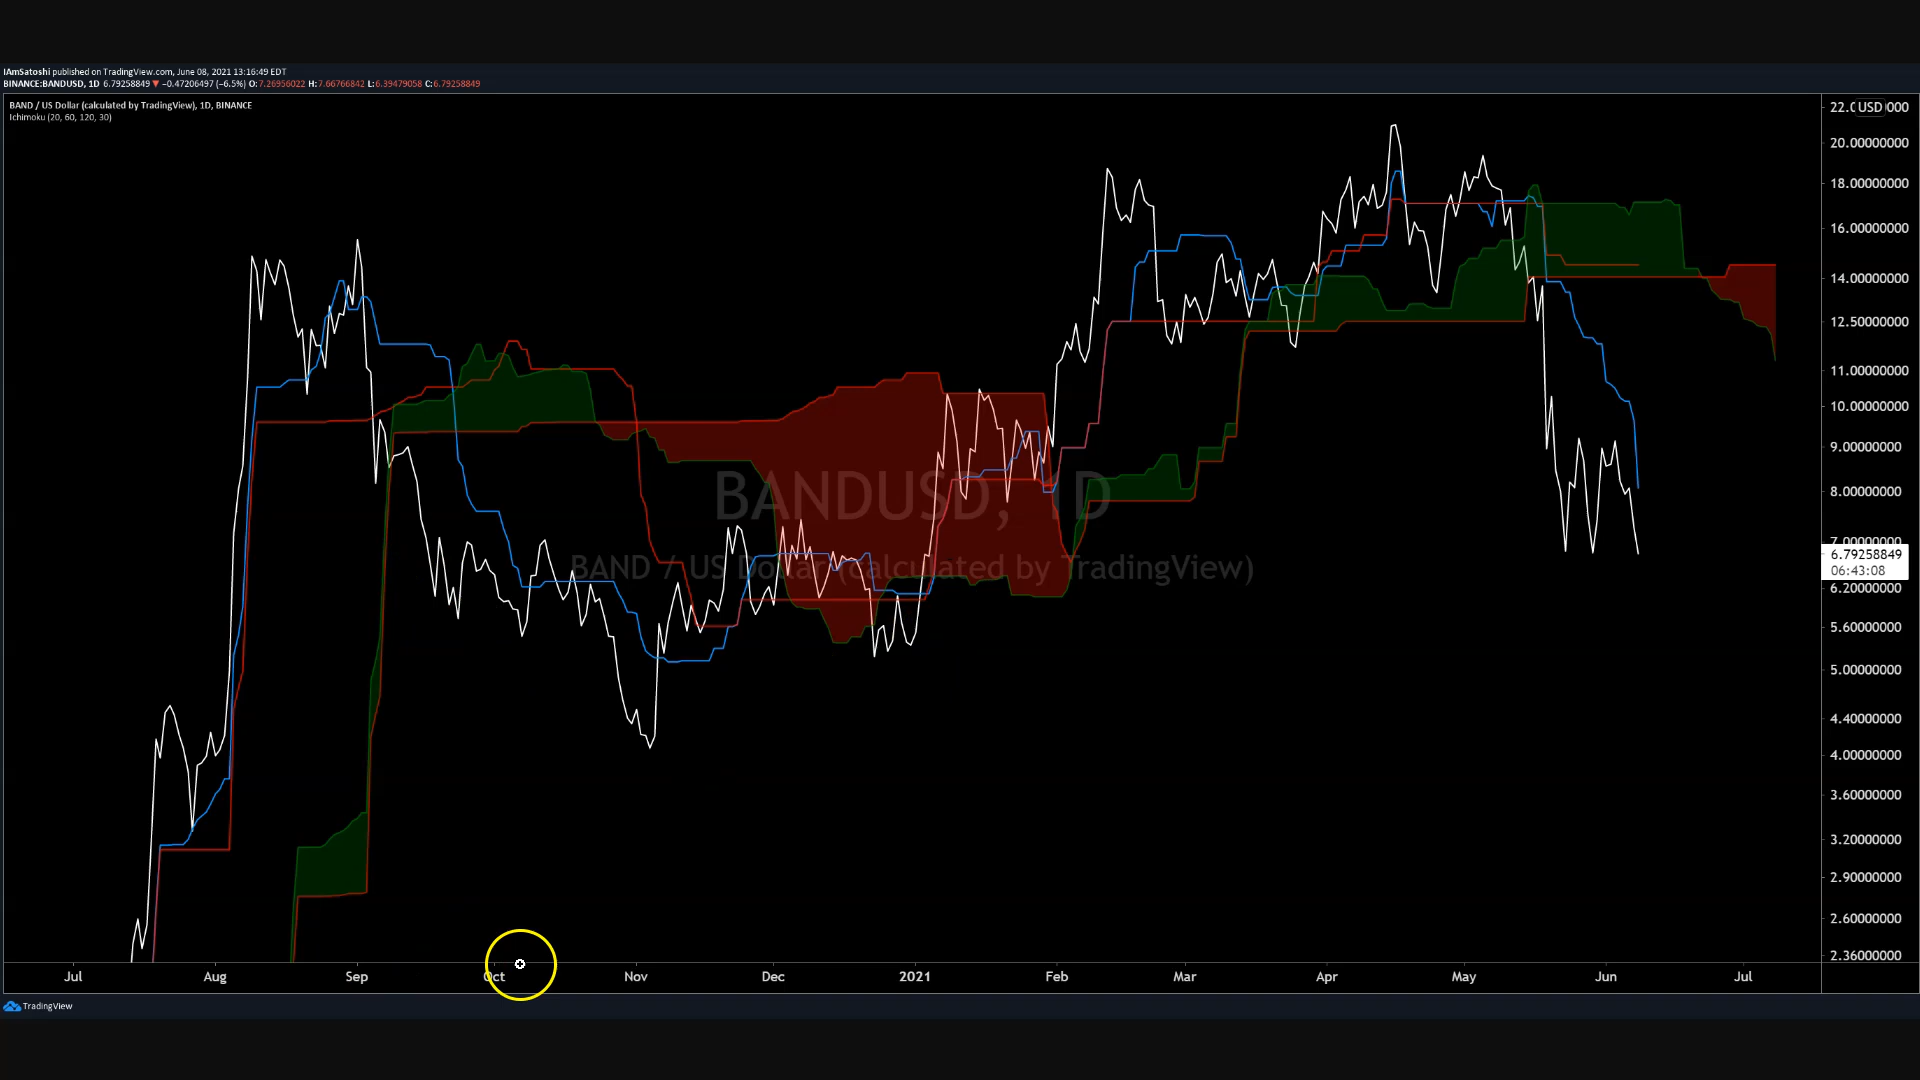 IAmSatoshi published on TradingView.com, June 08, 2021 13:16:49 EDT
BINANCE:BANDUSD, 1D 6.79258849 ▼ −0.47206497 (−6.5%) O:7.26956022 H:7.66766842 L:6.39479058 C:6.79258849
BAND / US Dollar (calculated by TradingView), 1D, BINANCE
Ichimoku (20, 60, 120, 30)
USD
20.00000000
18.00000000
16.00000000
14.00000000
12.50000000
11.00000000
10.00000000
9.00000000
8.00000000
7.00000000
6.79258849
06:43:08
6.20000000
5.60000000
5.00000000
4.40000000
4.00000000
3.60000000
3.20000000
2.90000000
2.60000000
2.36000000
BANDUSD, 1D
BAND / US Dollar (calculated by TradingView)
Jul Aug Sep Oct Nov Dec 2021 Feb Mar Apr May Jun Jul
TradingView